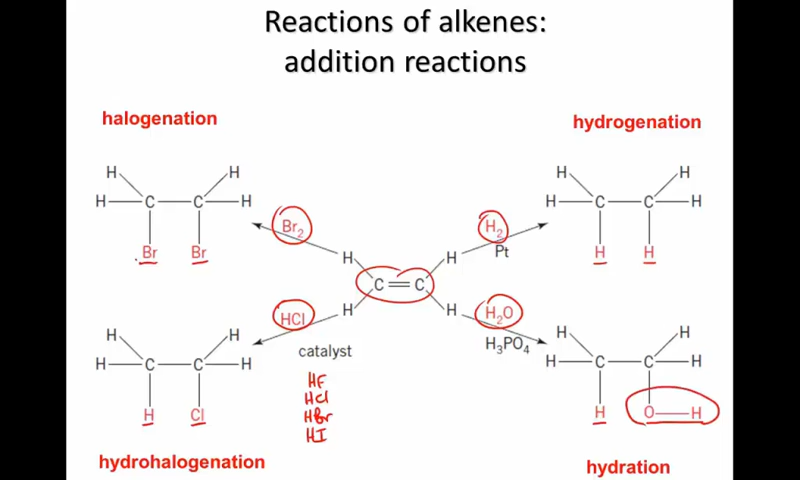 Reactions of alkenes:
addition reactions
halogenation
hydrogenation
H H
H C C H
Br Br
Br₂
H H
H C C H
H H
H₂
Pt
H H
C C
H H
HCl
catalyst
HF
HCl
HBr
HI
H₂O
H₃PO₄
H H
H C C H
H Cl
H H
H C C H
H O H
hydrohalogenation
hydration